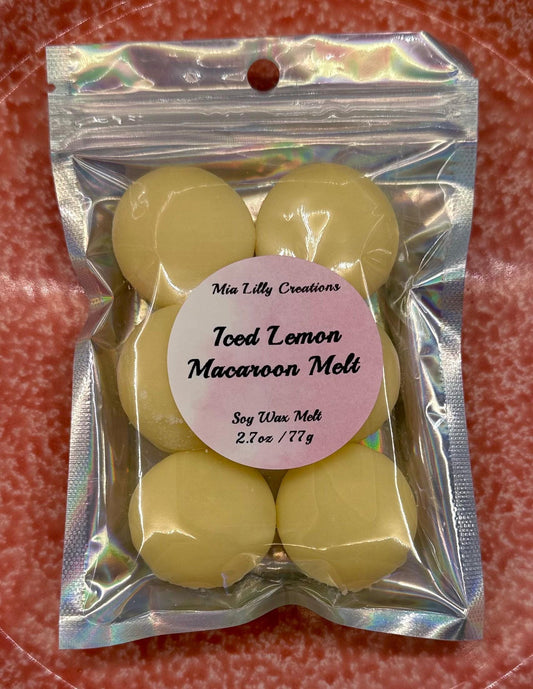 Mia Lilly Creations
Iced Lemon
Macaroon Melt
Soy Wax Melt
2.7oz / 77g